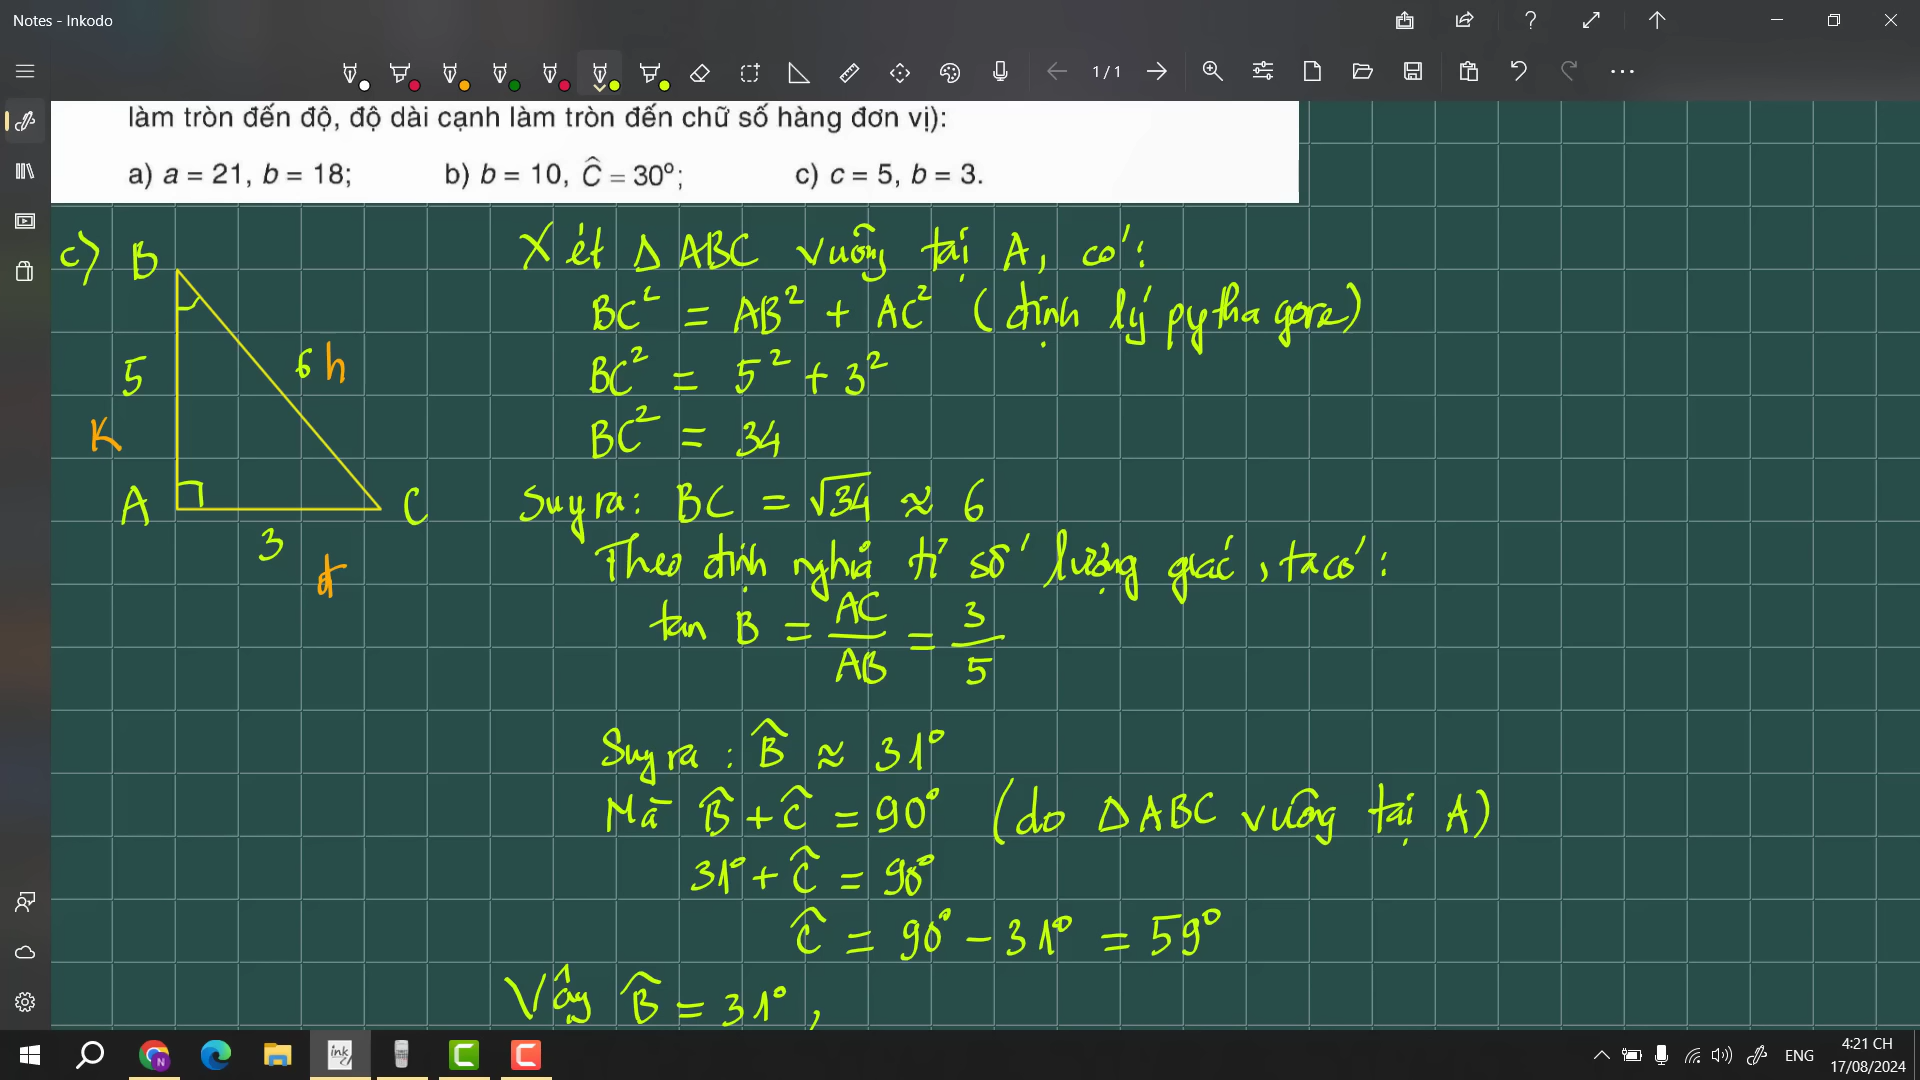 Notes - Inkodo
1 / 1
làm tròn đến độ, độ dài cạnh làm tròn đến chữ số hàng đơn vị):
a) a = 21, b = 18; b) b = 10, Ĉ = 30º; c) c = 5, b = 3.
c) B
5 6 h
K
A C
3
đ
Xét Δ ABC vuông tại A, có:
BC² = AB² + AC² (định lý pythagore)
BC² = 5² + 3²
BC² = 34
Suy ra: BC = √34 ≈ 6
Theo định nghĩa tỉ số lượng giác, ta có:
tan B = AC/AB = 3/5
Suy ra : B̂ ≈ 31°
Mà B̂ + Ĉ = 90° (do Δ ABC vuông tại A)
31° + Ĉ = 90°
Ĉ = 90° - 31° = 59°
Vậy B̂ = 31°,
N
ink
C
C
ENG
4:21 CH
17/08/2024